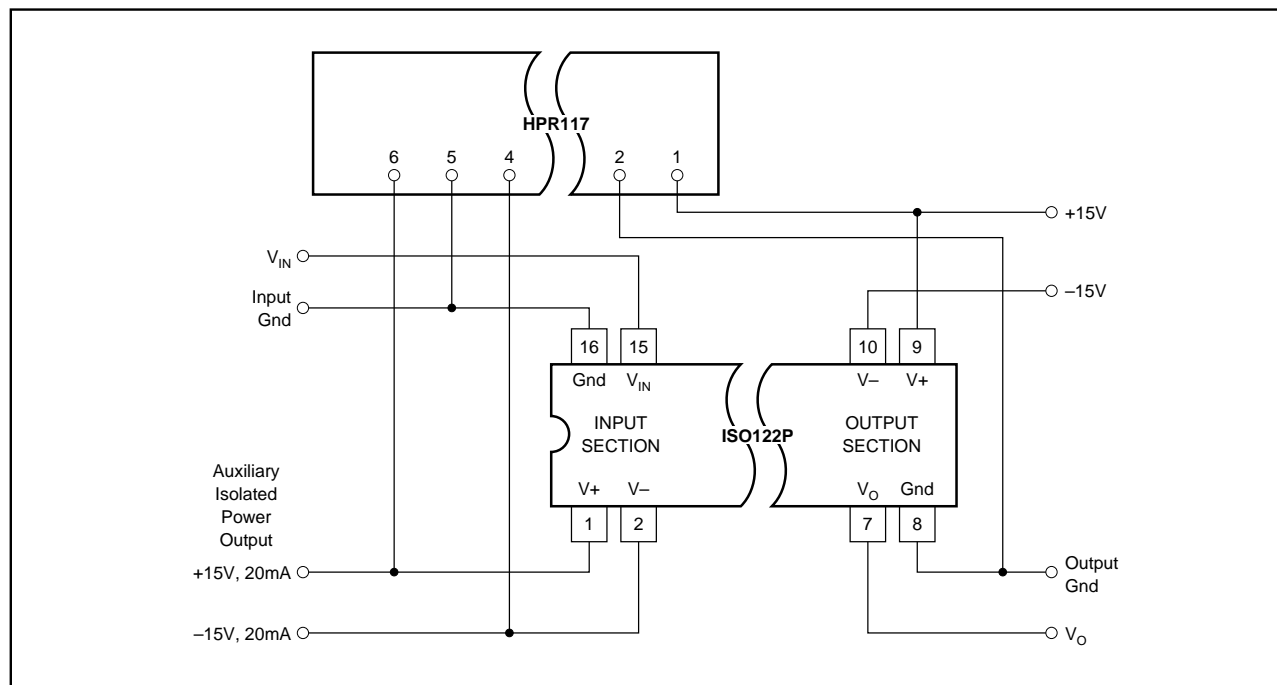 HPR117
6 5 4 2 1
+15V
V_IN
–15V
Input
Gnd
16 15 10 9
Gnd V_IN V– V+
INPUT
SECTION
ISO122P
OUTPUT
SECTION
Auxiliary
Isolated
Power
Output
V+ V– V_O Gnd
1 2 7 8
+15V, 20mA
Output
Gnd
–15V, 20mA
V_O